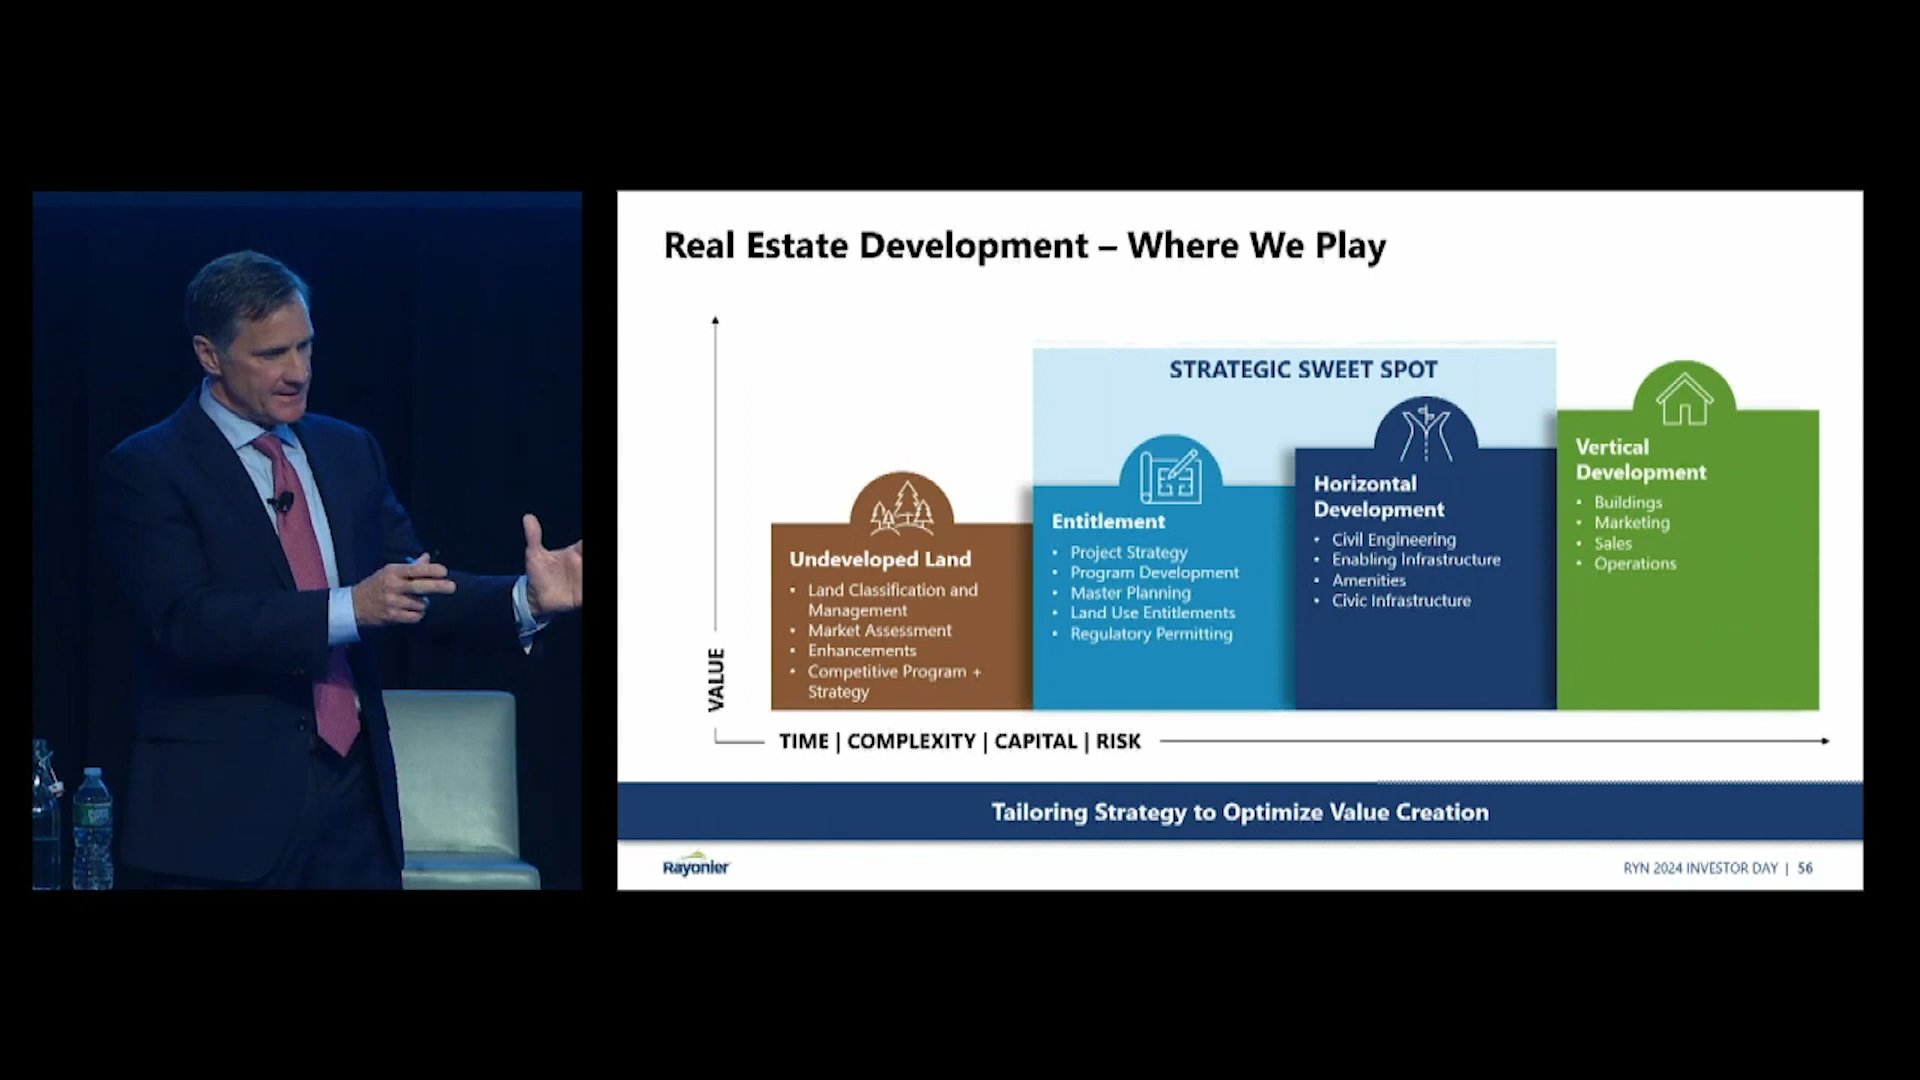 Real Estate Development – Where We Play
STRATEGIC SWEET SPOT
Undeveloped Land
• Land Classification and
Management
• Market Assessment
• Enhancements
• Competitive Program +
Strategy
Entitlement
• Project Strategy
• Program Development
• Master Planning
• Land Use Entitlements
• Regulatory Permitting
Horizontal
Development
• Civil Engineering
• Enabling Infrastructure
• Amenities
• Civic Infrastructure
Vertical
Development
• Buildings
• Marketing
• Sales
• Operations
VALUE
TIME | COMPLEXITY | CAPITAL | RISK
Tailoring Strategy to Optimize Value Creation
Rayonier
RYN 2024 INVESTOR DAY | 56